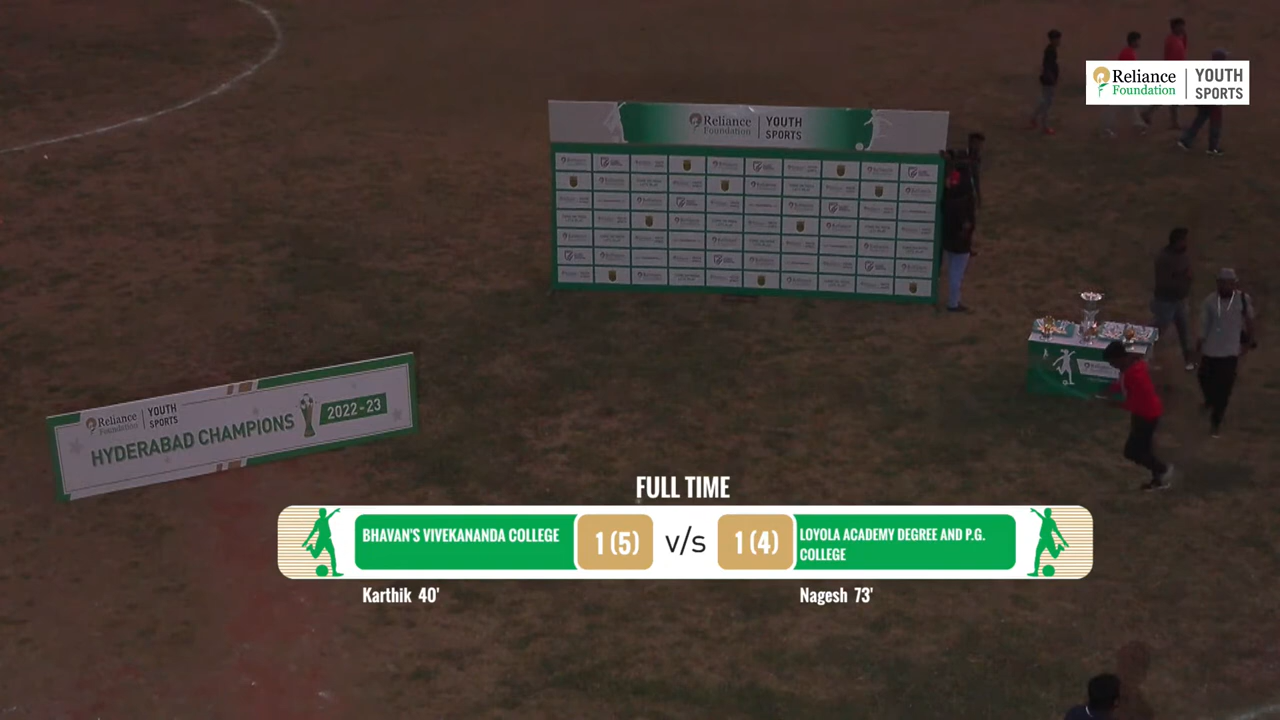 Reliance
Foundation
YOUTH
SPORTS
Reliance
Foundation
YOUTH
SPORTS
Reliance
Foundation
YOUTH
SPORTS
HYDERABAD CHAMPIONS
2022-23
FULL TIME
BHAVAN'S VIVEKANANDA COLLEGE
1 (5)
v/s
1 (4)
LOYOLA ACADEMY DEGREE AND P.G.
COLLEGE
Karthik 40'
Nagesh 73'